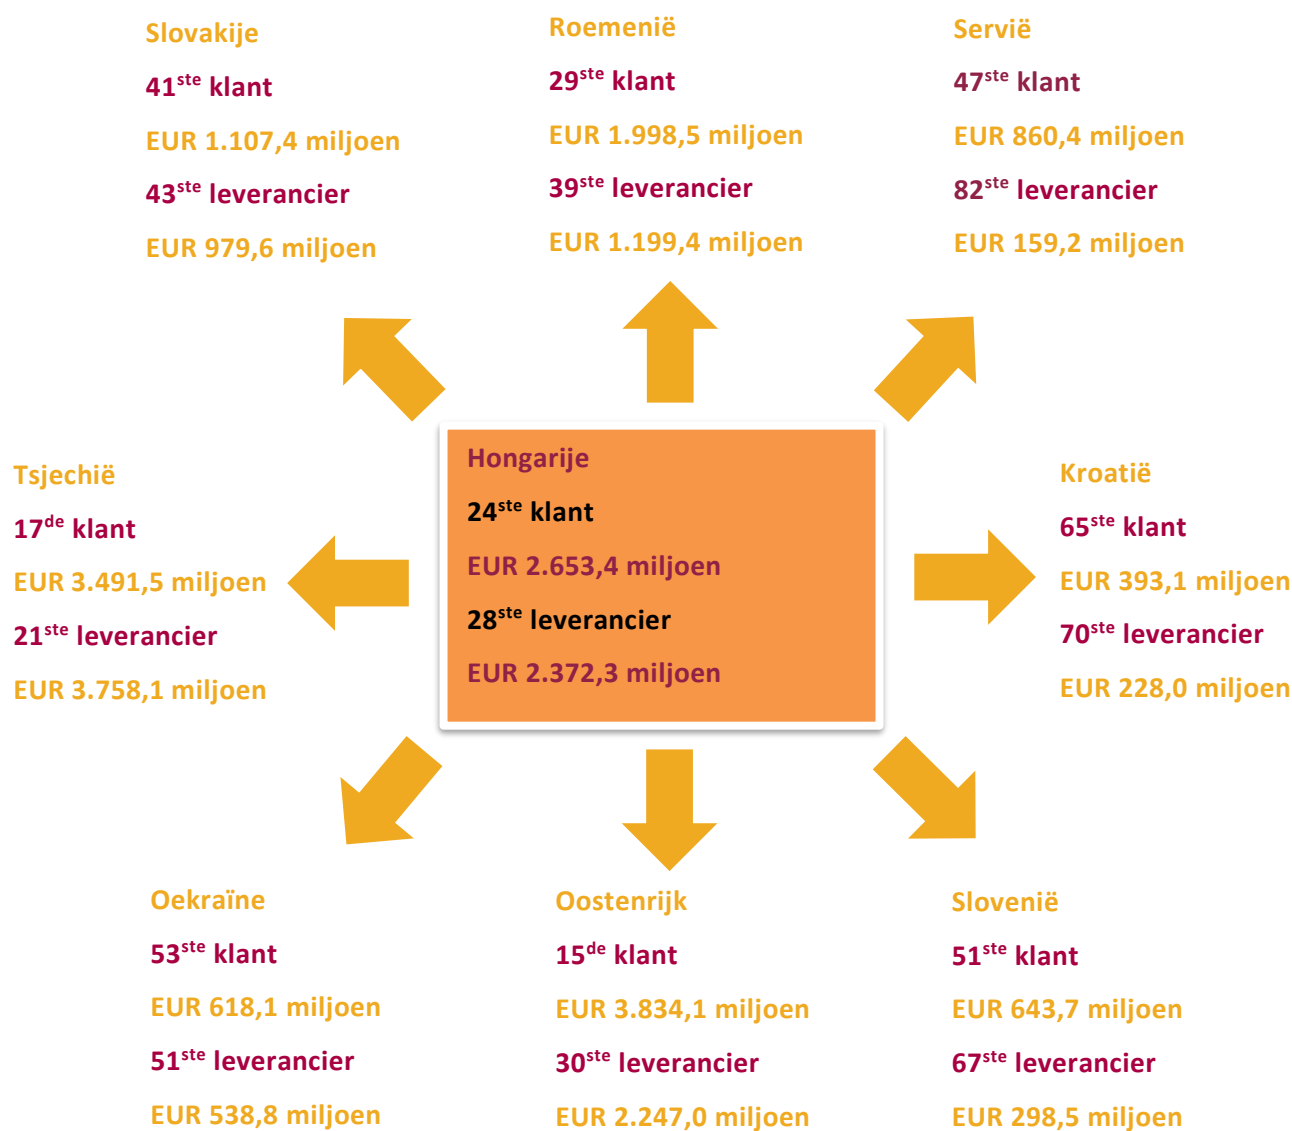 Slovakije
41ste klant
EUR 1.107,4 miljoen
43ste leverancier
EUR 979,6 miljoen
Roemenië
29ste klant
EUR 1.998,5 miljoen
39ste leverancier
EUR 1.199,4 miljoen
Servië
47ste klant
EUR 860,4 miljoen
82ste leverancier
EUR 159,2 miljoen
Tsjechië
17de klant
EUR 3.491,5 miljoen
21ste leverancier
EUR 3.758,1 miljoen
Hongarije
24ste klant
EUR 2.653,4 miljoen
28ste leverancier
EUR 2.372,3 miljoen
Kroatië
65ste klant
EUR 393,1 miljoen
70ste leverancier
EUR 228,0 miljoen
Oekraïne
53ste klant
EUR 618,1 miljoen
51ste leverancier
EUR 538,8 miljoen
Oostenrijk
15de klant
EUR 3.834,1 miljoen
30ste leverancier
EUR 2.247,0 miljoen
Slovenië
51ste klant
EUR 643,7 miljoen
67ste leverancier
EUR 298,5 miljoen